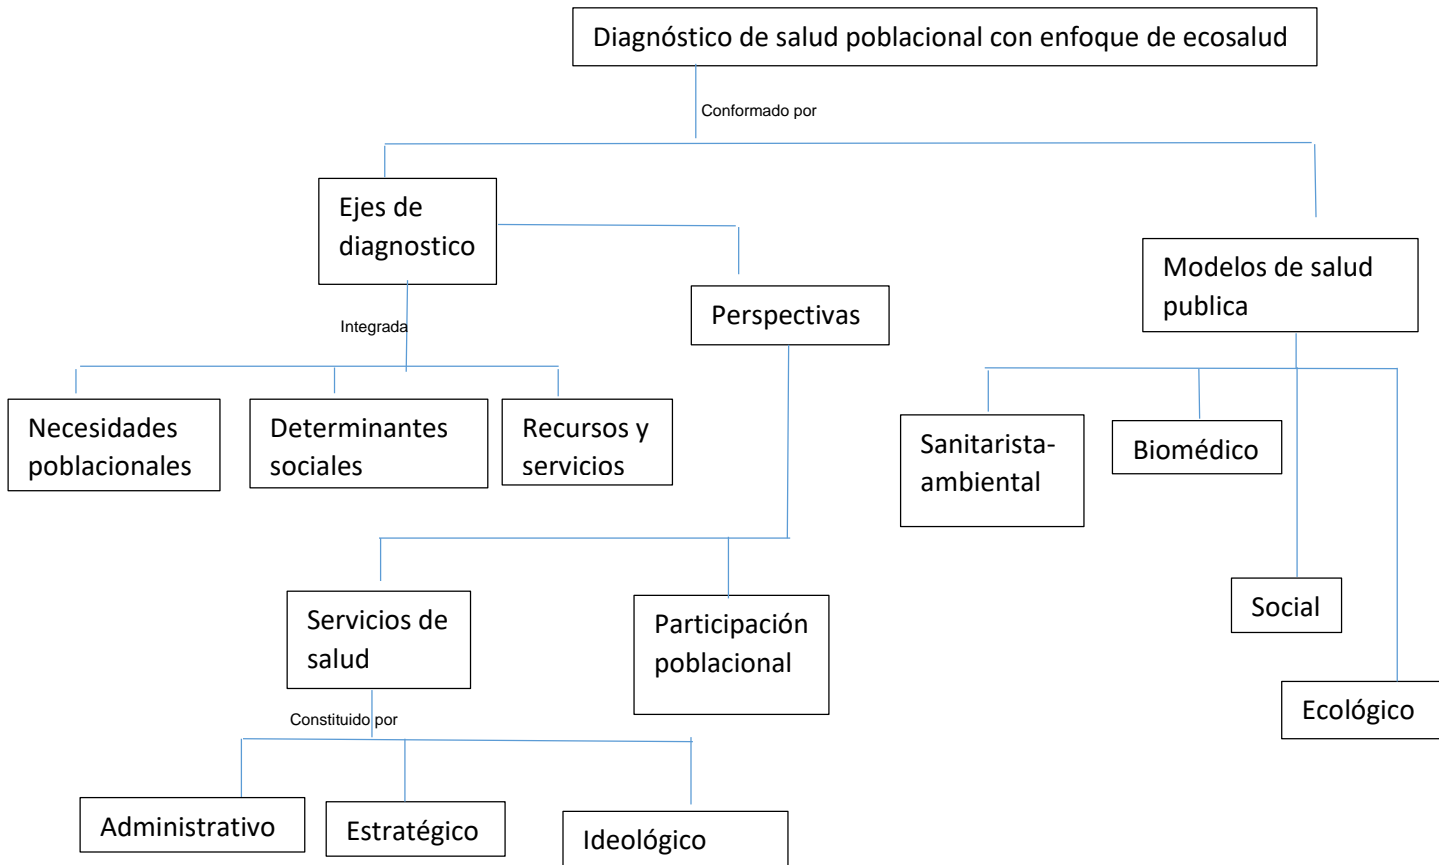 Diagnóstico de salud poblacional con enfoque de ecosalud
Conformado por
Ejes de
diagnostico
Modelos de salud
publica
Perspectivas
Integrada
Necesidades
poblacionales
Determinantes
sociales
Recursos y
servicios
Sanitarista-
ambiental
Biomédico
Social
Ecológico
Servicios de
salud
Participación
poblacional
Constituido por
Administrativo
Estratégico
Ideológico